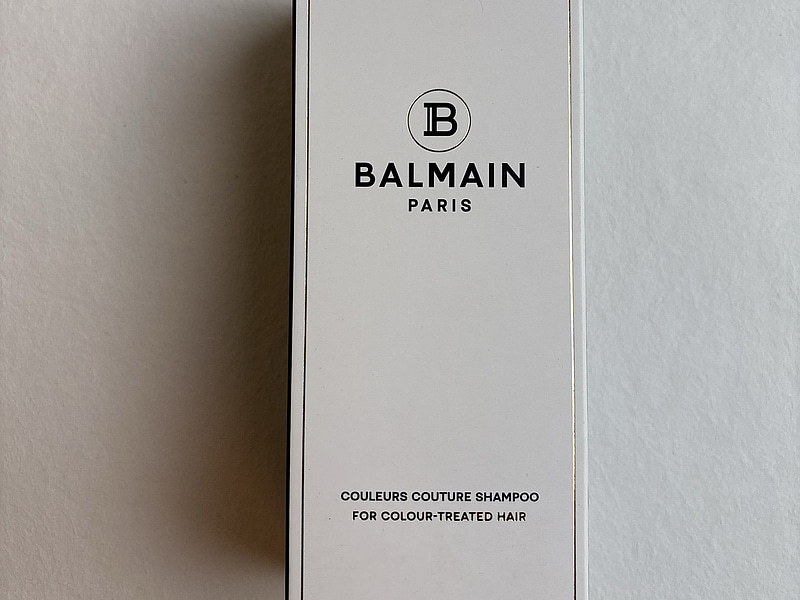 B
BALMAIN
PARIS
COULEURS COUTURE SHAMPOO
FOR COLOUR-TREATED HAIR